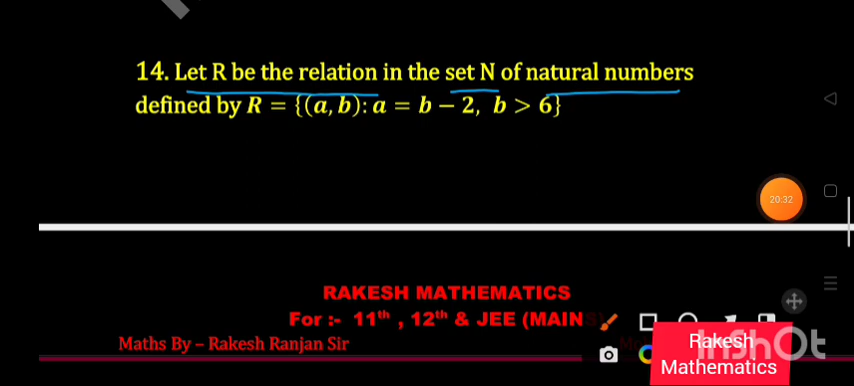 14. Let R be the relation in the set N of natural numbers
defined by R = {(a, b): a = b − 2, b > 6}
20:32
RAKESH MATHEMATICS
For :- 11th , 12th & JEE (MAIN
Maths By – Rakesh Ranjan Sir
Rakesh
Mathematics
InShOt